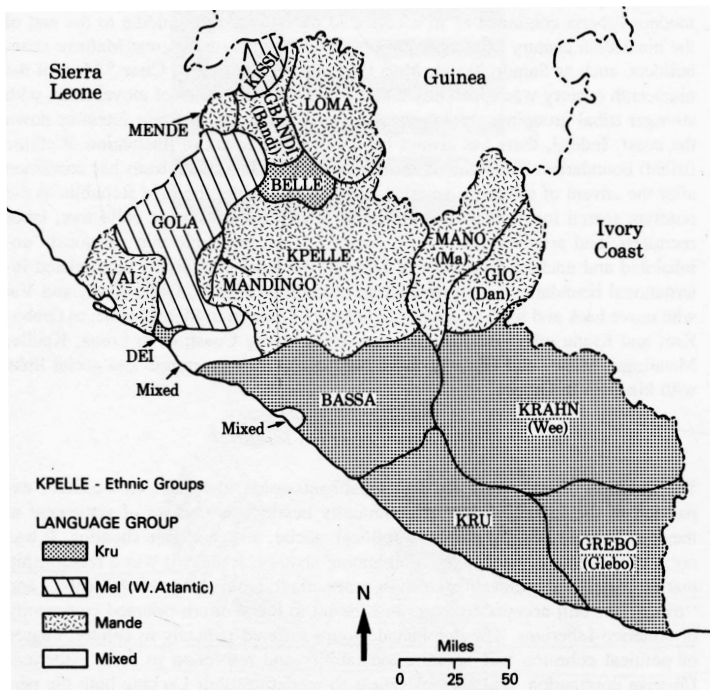 Sierra
Leone
Guinea
KISSI
LOMA
MENDE
GBANDI
(Bandi)
BELLE
GOLA
KPELLE
MANO
(Ma)
Ivory
Coast
VAI
MANDINGO
GIO
(Dan)
DEI
Mixed
BASSA
KRAHN
(Wee)
Mixed
KPELLE - Ethnic Groups
KRU
LANGUAGE GROUP
GREBO
(Glebo)
Kru
Mel (W.Atlantic)
N
Mande
Miles
Mixed
0 25 50